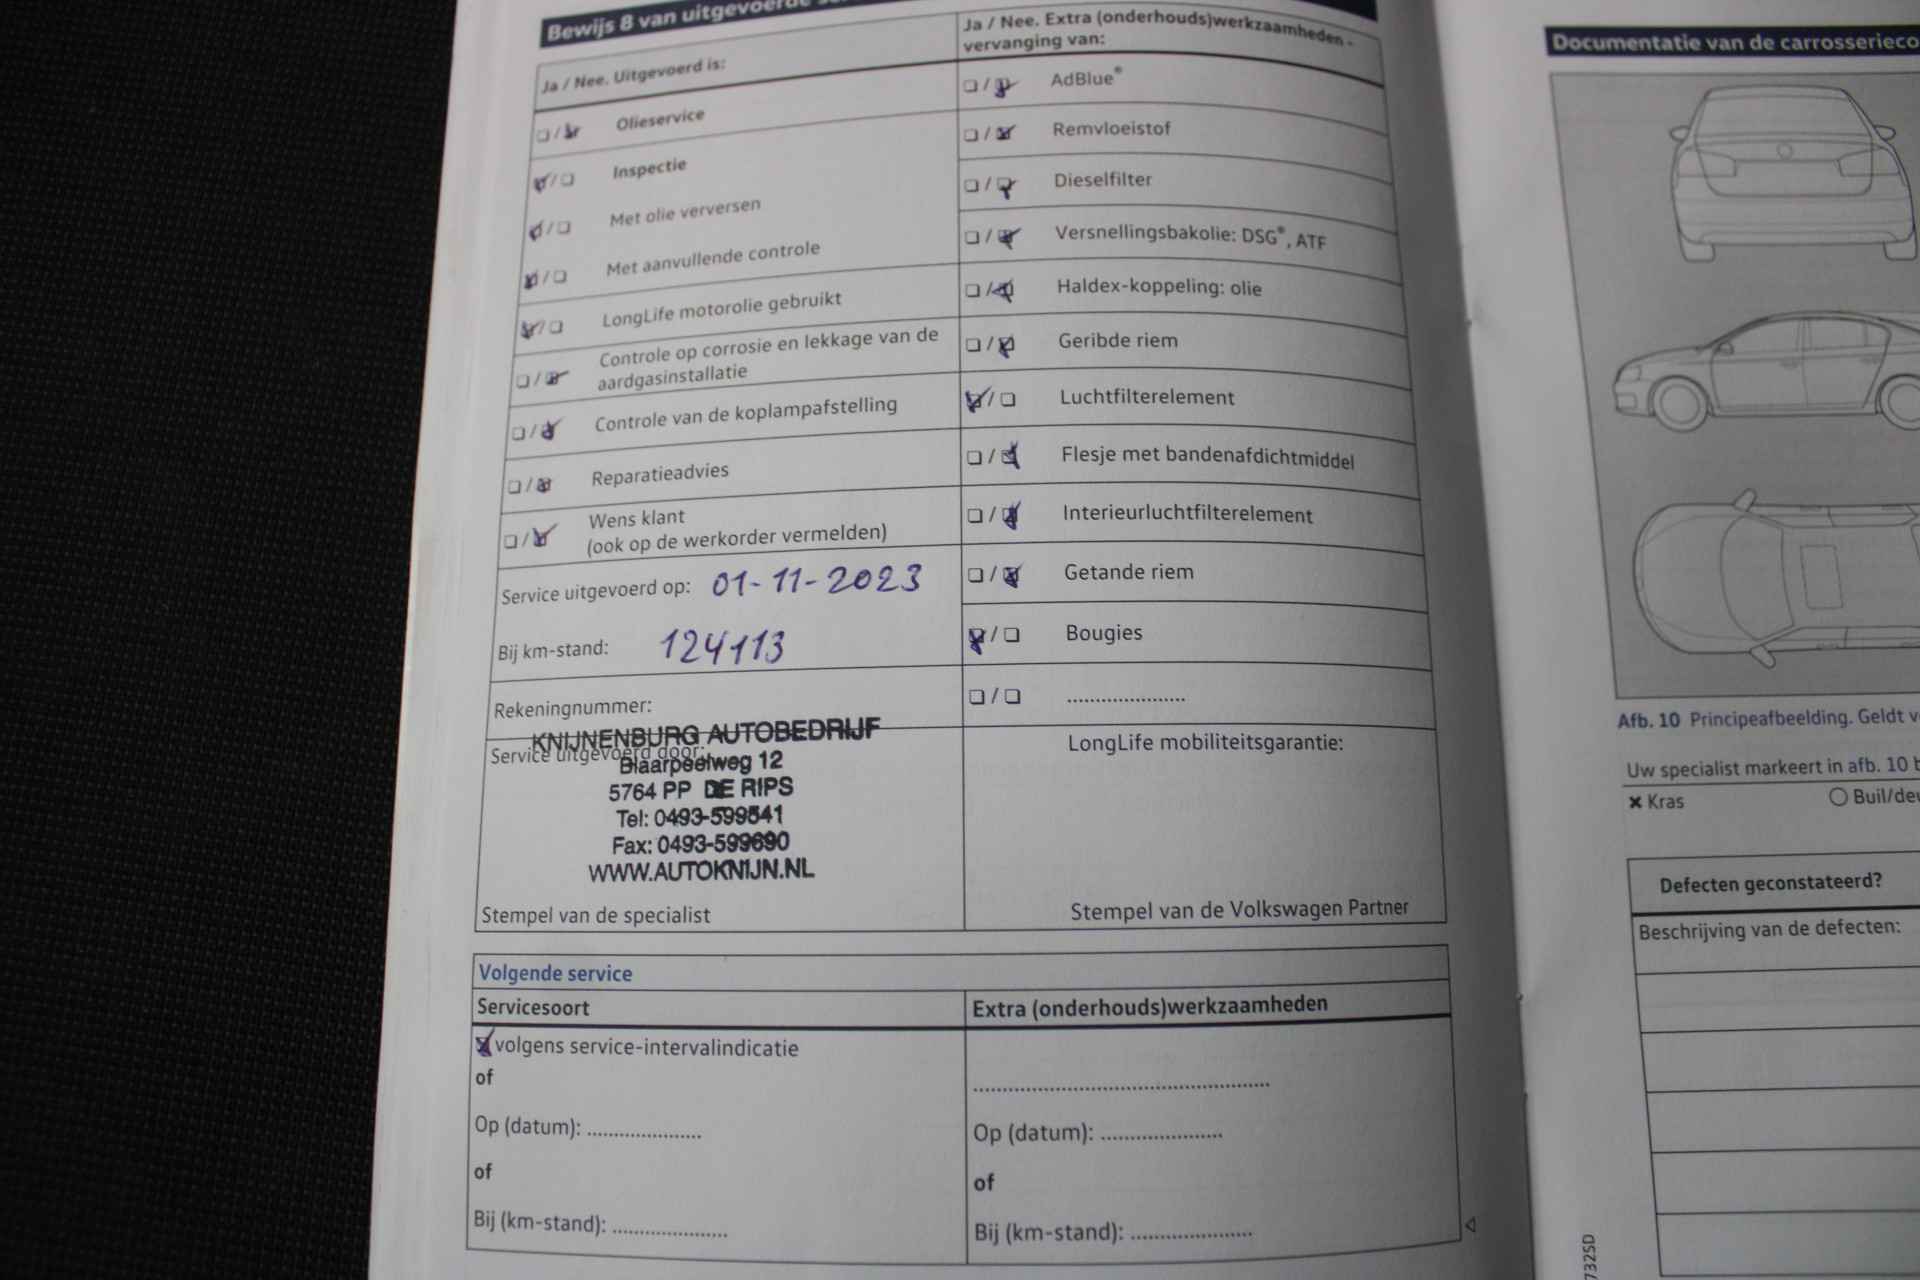 Bewijs 8 van uitgevoerde
Ja / Nee. Uitgevoerd is:
Olieservice
Inspectie
Met olie verversen
Met aanvullende controle
LongLife motorolie gebruikt
Controle op corrosie en lekkage van de
aardgasinstallatie
Controle van de koplampafstelling
Reparatieadvies
Wens klant
(ook op de werkorder vermelden)
Service uitgevoerd op: 01-11-2023
Bij km-stand: 124113
Rekeningnummer:
KNIJNENBURG AUTOBEDRIJF
Service uitgevoerd door:
Blaarpeelweg 12
5764 PP DE RIPS
Tel: 0493-599541
Fax: 0493-599690
WWW.AUTOKNIJN.NL
Stempel van de specialist
Ja / Nee. Extra (onderhouds)werkzaamheden -
vervanging van:
AdBlue®
Remvloeistof
Dieselfilter
Versnellingsbakolie: DSG®, ATF
Haldex-koppeling: olie
Geribde riem
Luchtfilterelement
Flesje met bandenafdichtmiddel
Interieurluchtfilterelement
Getande riem
Bougies
....................
LongLife mobiliteitsgarantie:
Stempel van de Volkswagen Partner
Volgende service
Servicesoort
volgens service-intervalindicatie
of
Op (datum): ....................
of
Bij (km-stand): ....................
Extra (onderhouds)werkzaamheden
....................................................
Op (datum): ......................
of
Bij (km-stand): ......................
Documentatie van de
Afb. 10 Principeafbeelding. Geldt
Uw specialist markeert in afb. 10
× Kras
Defecten geconstateerd?
Beschrijving van de defecten:
732SD